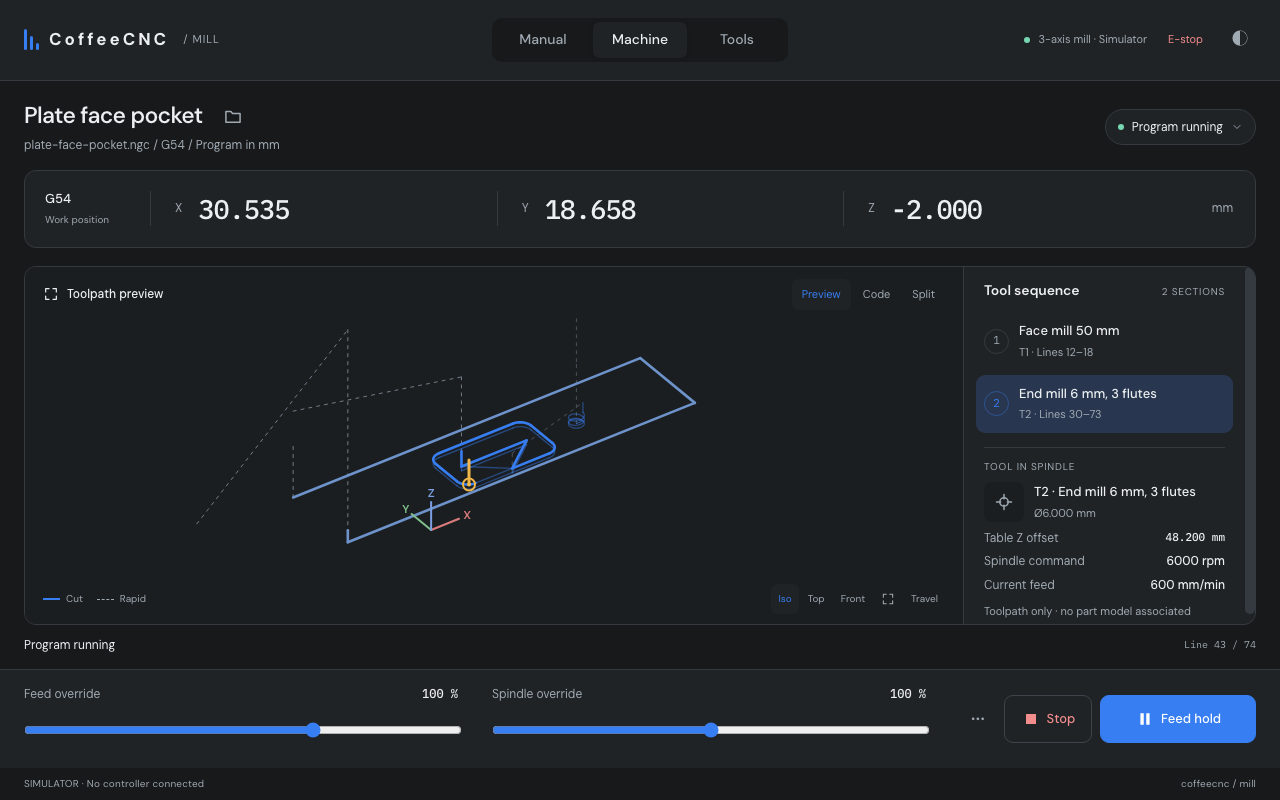 CoffeeCNC / MILL
Manual Machine Tools
3-axis mill · Simulator E-stop
Plate face pocket
plate-face-pocket.ngc / G54 / Program in mm
Program running
G54
Work position
X 30.535 Y 18.658 Z -2.000 mm
Toolpath preview
Preview Code Split
Z
Y
X
Cut Rapid
Iso Top Front Travel
Tool sequence 2 SECTIONS
1
Face mill 50 mm
T1 · Lines 12–18
2
End mill 6 mm, 3 flutes
T2 · Lines 30–73
TOOL IN SPINDLE
T2 · End mill 6 mm, 3 flutes
Ø6.000 mm
Table Z offset 48.200 mm
Spindle command 6000 rpm
Current feed 600 mm/min
Toolpath only · no part model associated
Program running Line 43 / 74
Feed override 100 %
Spindle override 100 %
Stop
Feed hold
SIMULATOR · No controller connected coffeecnc / mill